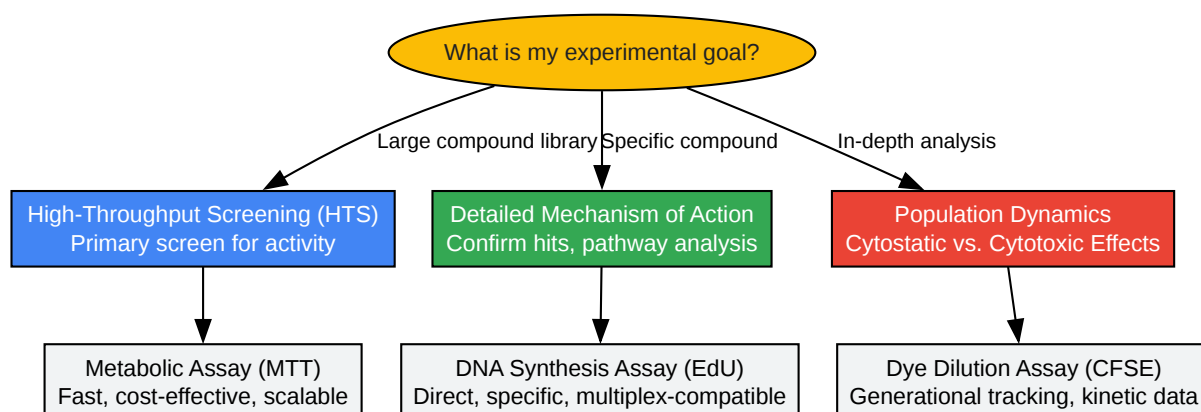 What is my experimental goal?
Large compound library
Specific compound
In-depth analysis
High-Throughput Screening (HTS)
Primary screen for activity
Detailed Mechanism of Action
Confirm hits, pathway analysis
Population Dynamics
Cytostatic vs. Cytotoxic Effects
Metabolic Assay (MTT)
Fast, cost-effective, scalable
DNA Synthesis Assay (EdU)
Direct, specific, multiplex-compatible
Dye Dilution Assay (CFSE)
Generational tracking, kinetic data